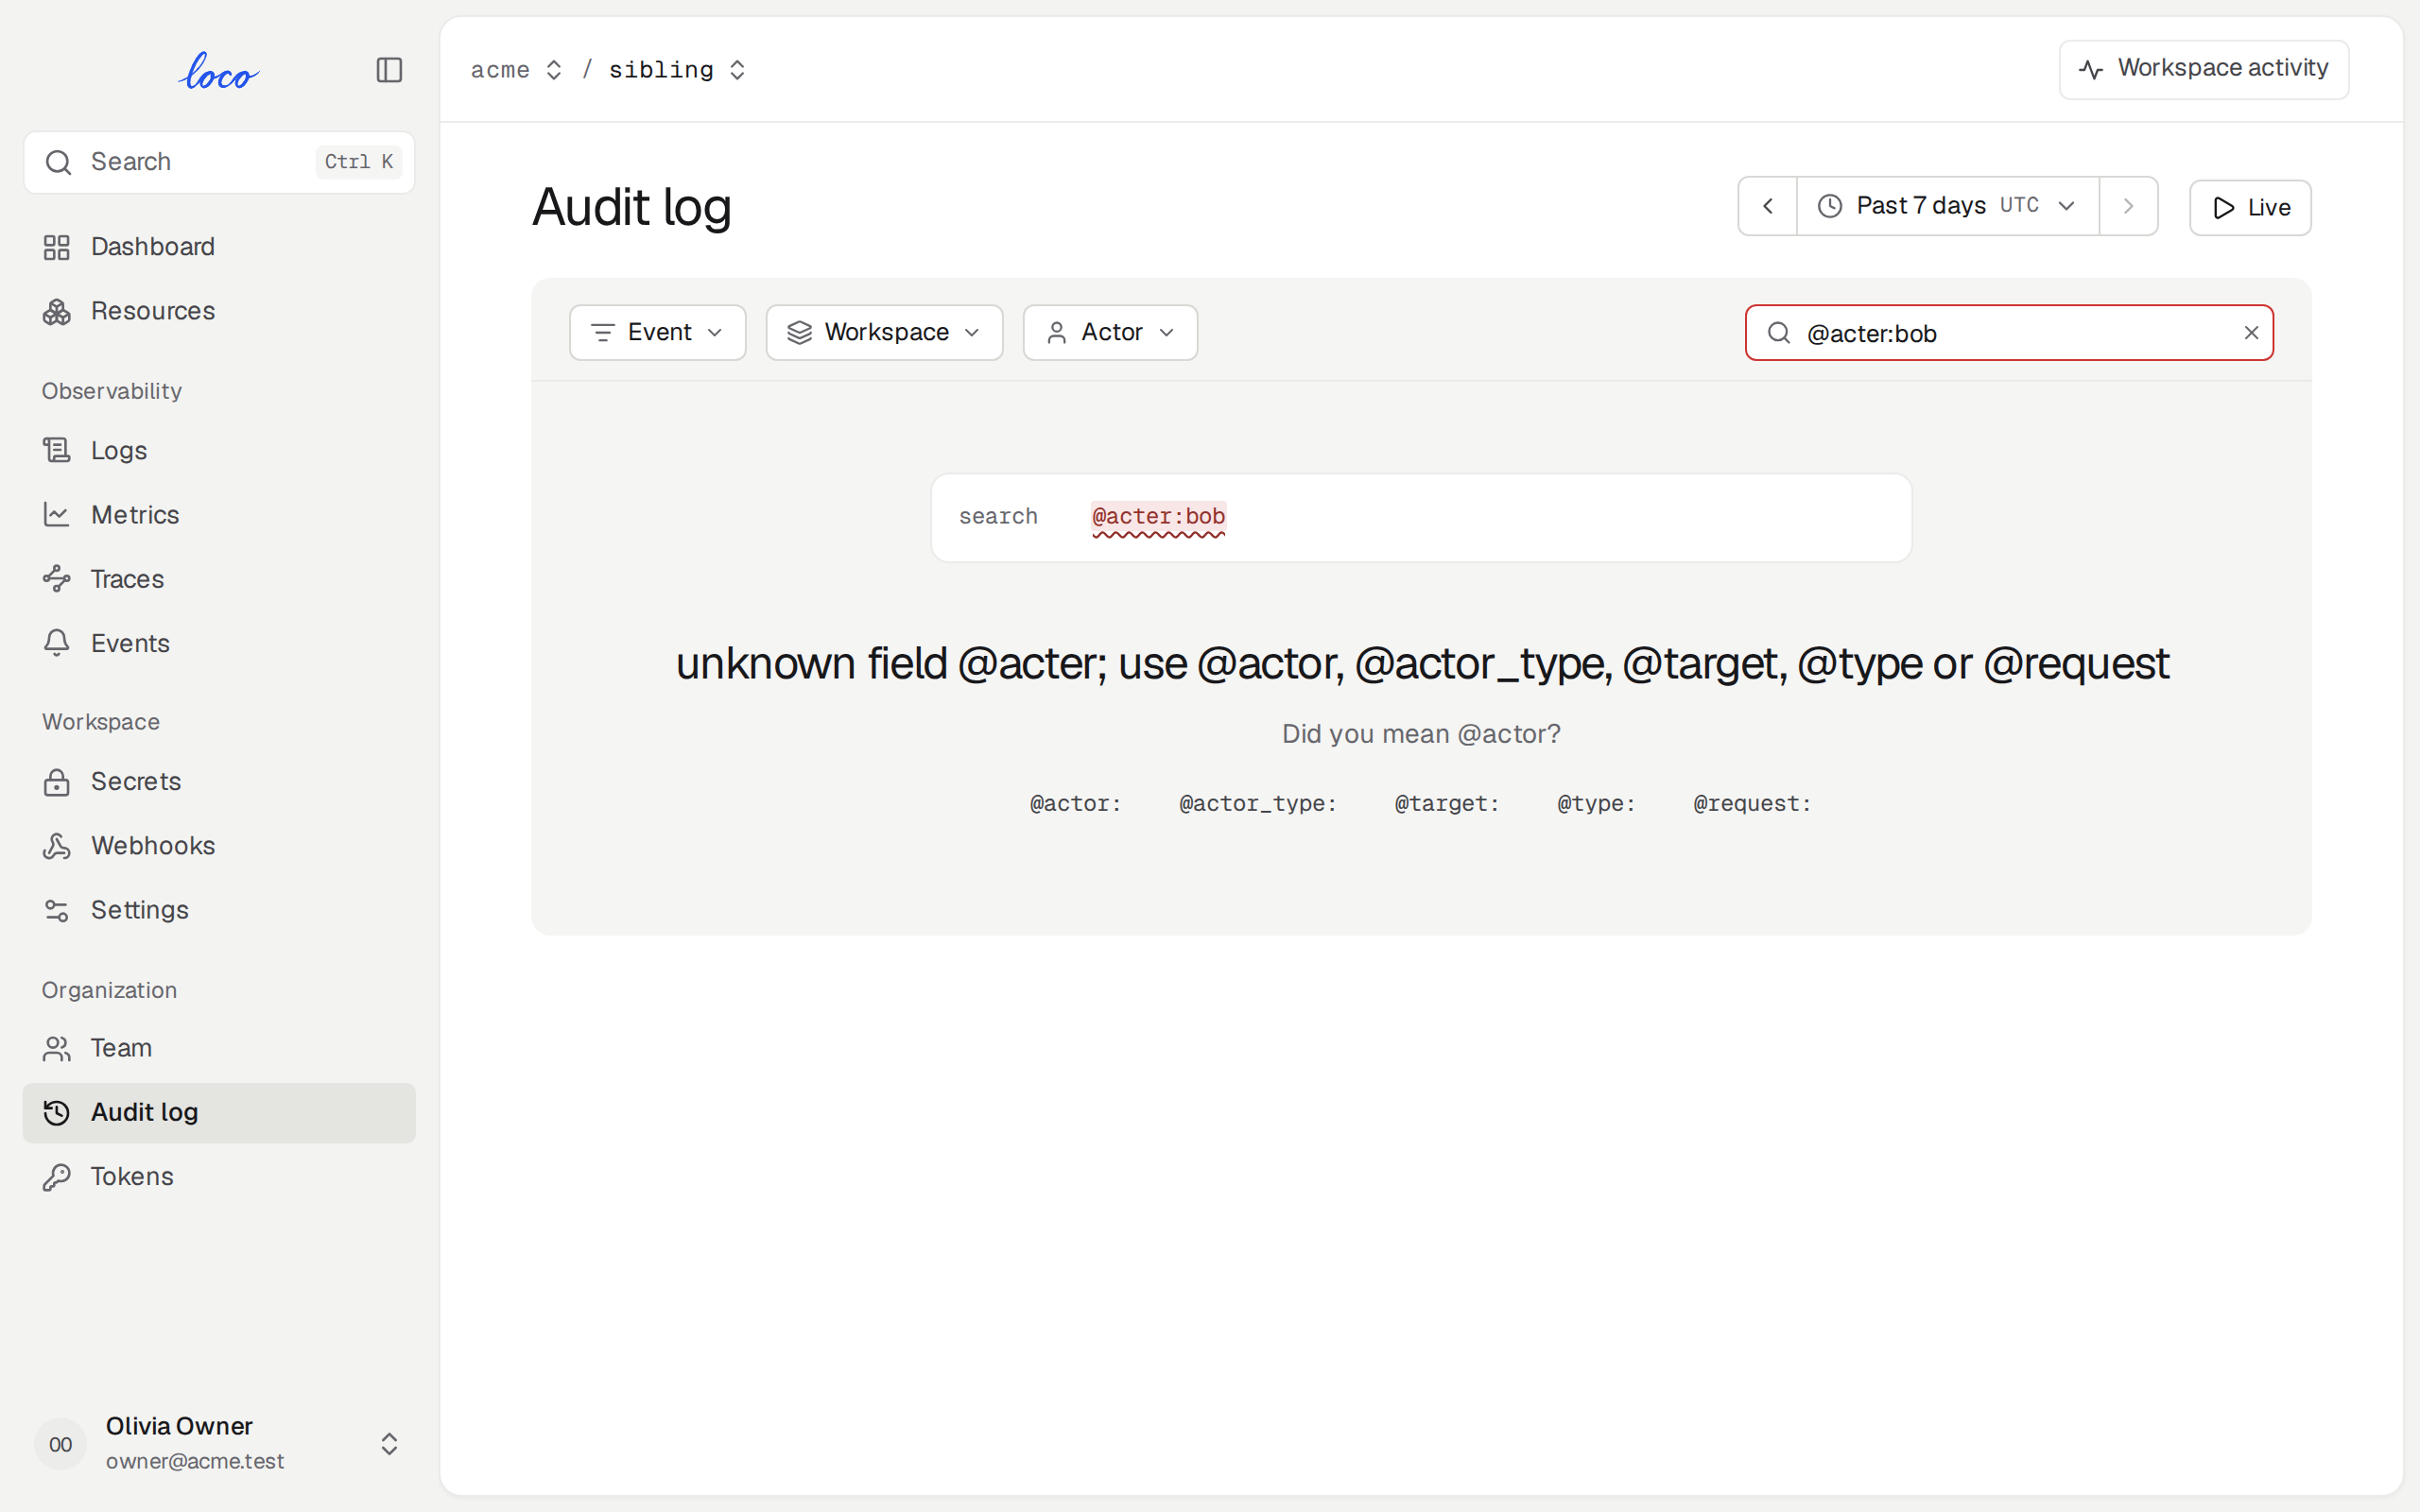 loco
Search Ctrl K
Dashboard
Resources
Observability
Logs
Metrics
Traces
Events
Workspace
Secrets
Webhooks
Settings
Organization
Team
Audit log
Tokens
OO
Olivia Owner
owner@acme.test
acme / sibling
Workspace activity
Audit log
Past 7 days UTC
Live
Event
Workspace
Actor
@acter:bob
search @acter:bob
unknown field @acter; use @actor, @actor_type, @target, @type or @request
Did you mean @actor?
@actor: @actor_type: @target: @type: @request: